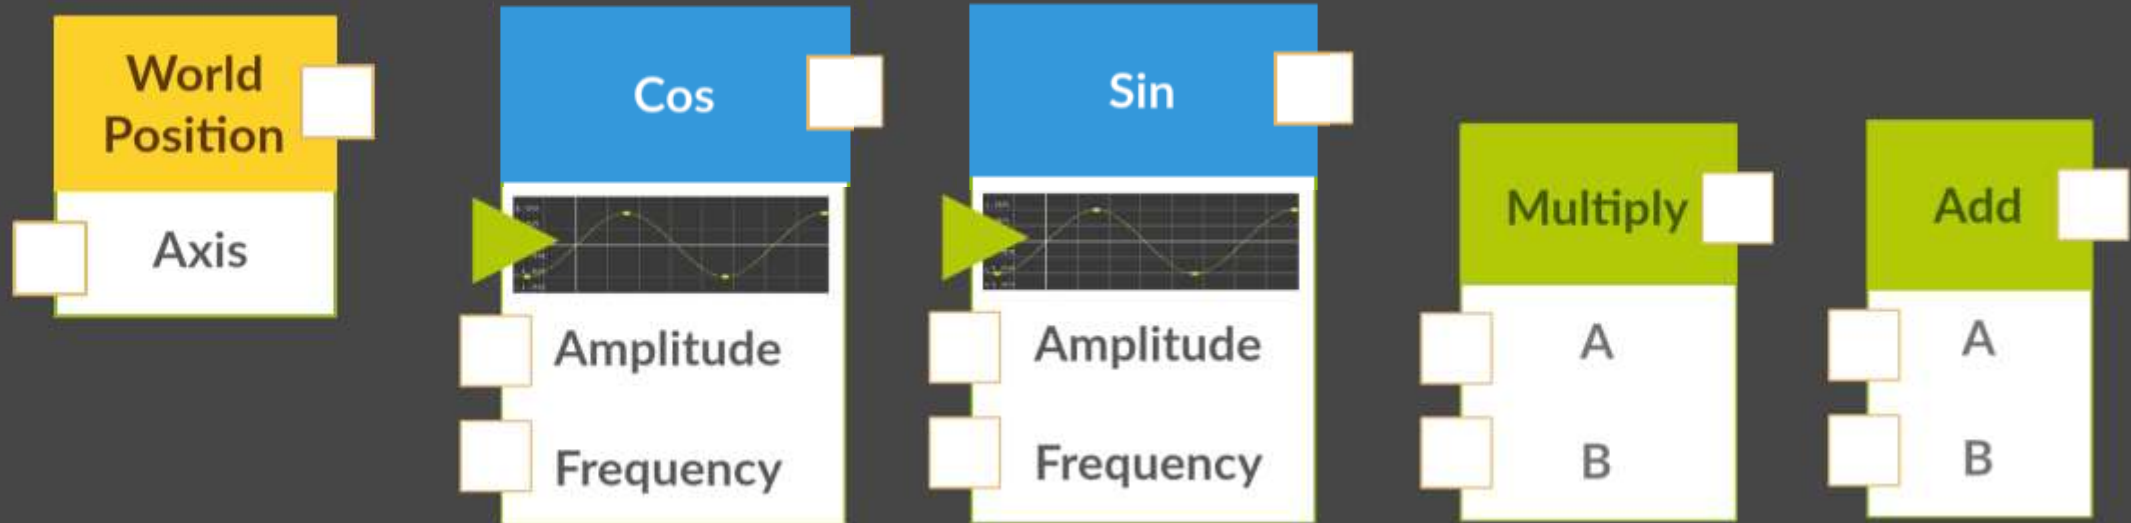 World
Position
Axis
Cos
Amplitude
Frequency
Sin
Amplitude
Frequency
Multiply
A
B
Add
A
B